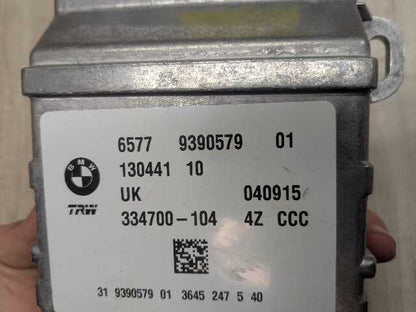 6577 9390579 01
130441 10
BMW
UK 040915
TRW
334700-104 4Z CCC
31 9390579 01 3645 247 5 40